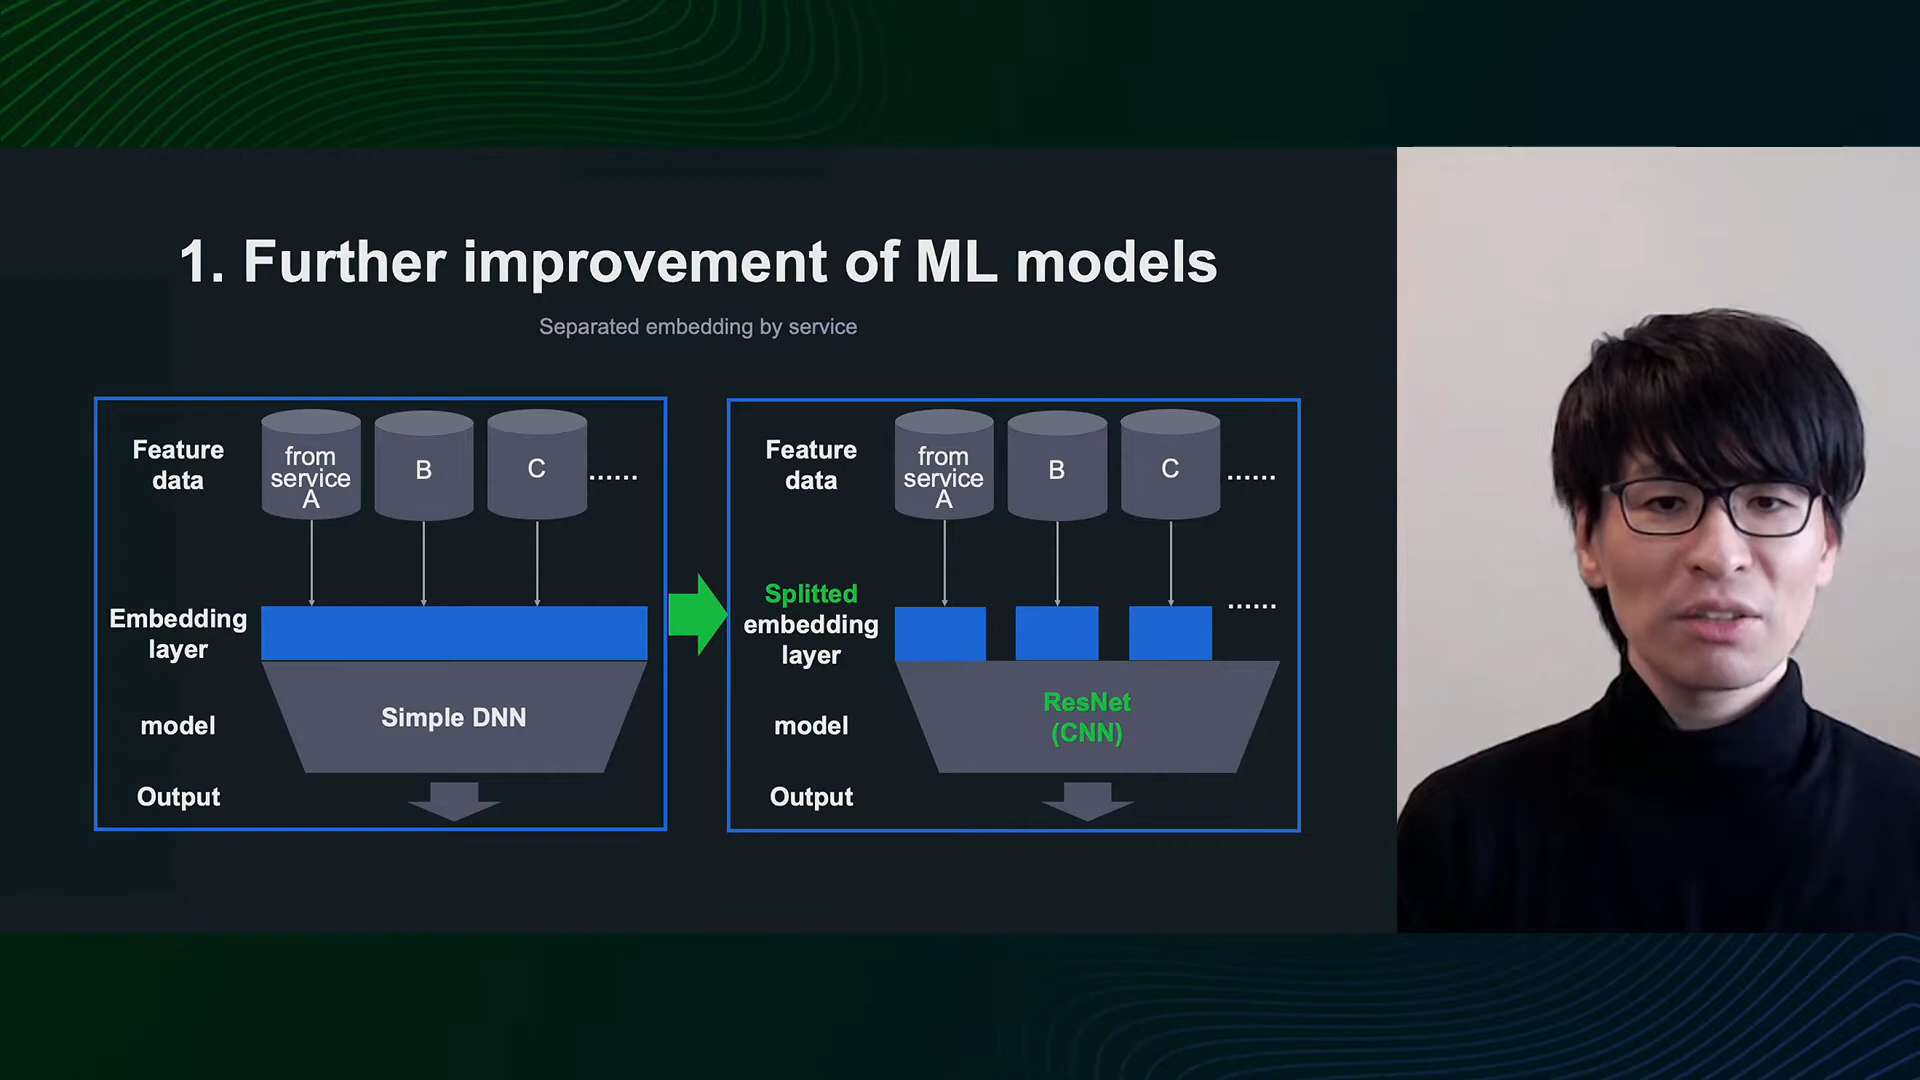 1. Further improvement of ML models
Separated embedding by service
Feature
data
from
service
A
B
C
......
Embedding
layer
model
Simple DNN
Output
Feature
data
from
service
A
B
C
......
Splitted
embedding
layer
......
model
ResNet
(CNN)
Output